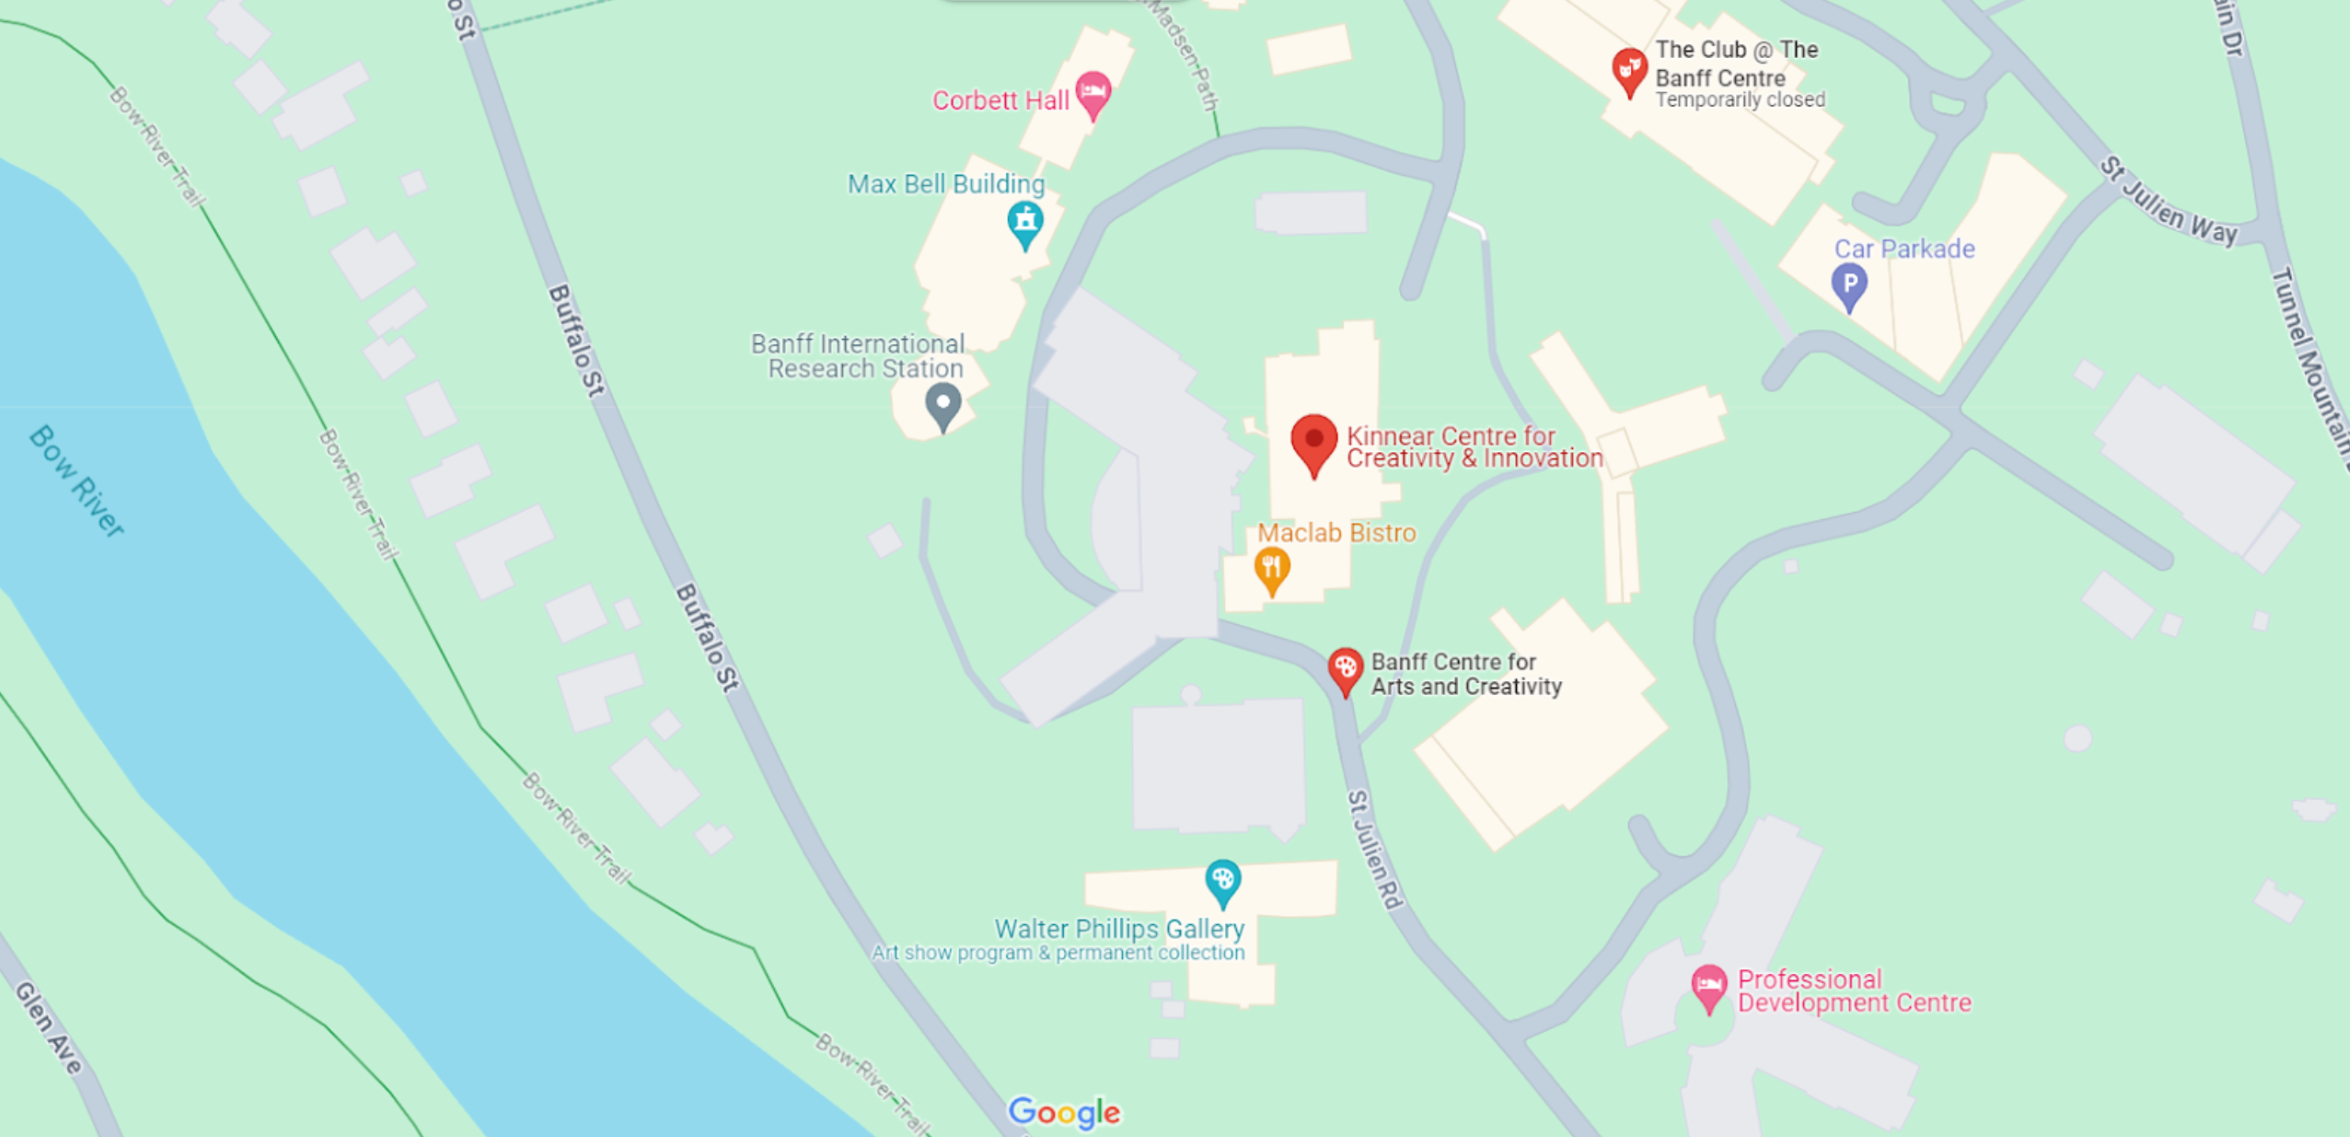 o St
Madsen Path
ain Dr
The Club @ The
Banff Centre
Temporarily closed
Corbett Hall
Bow River Trail
Max Bell Building
St Julien Way
Car Parkade
Buffalo St
Tunnel Mountain
Banff International
Research Station
Bow River
Bow River Trail
Kinnear Centre for
Creativity & Innovation
Maclab Bistro
Buffalo St
Banff Centre for
Arts and Creativity
Bow River Trail
St Julien Rd
Walter Phillips Gallery
Art show program & permanent collection
Glen Ave
Professional
Development Centre
Bow River Trail
Google